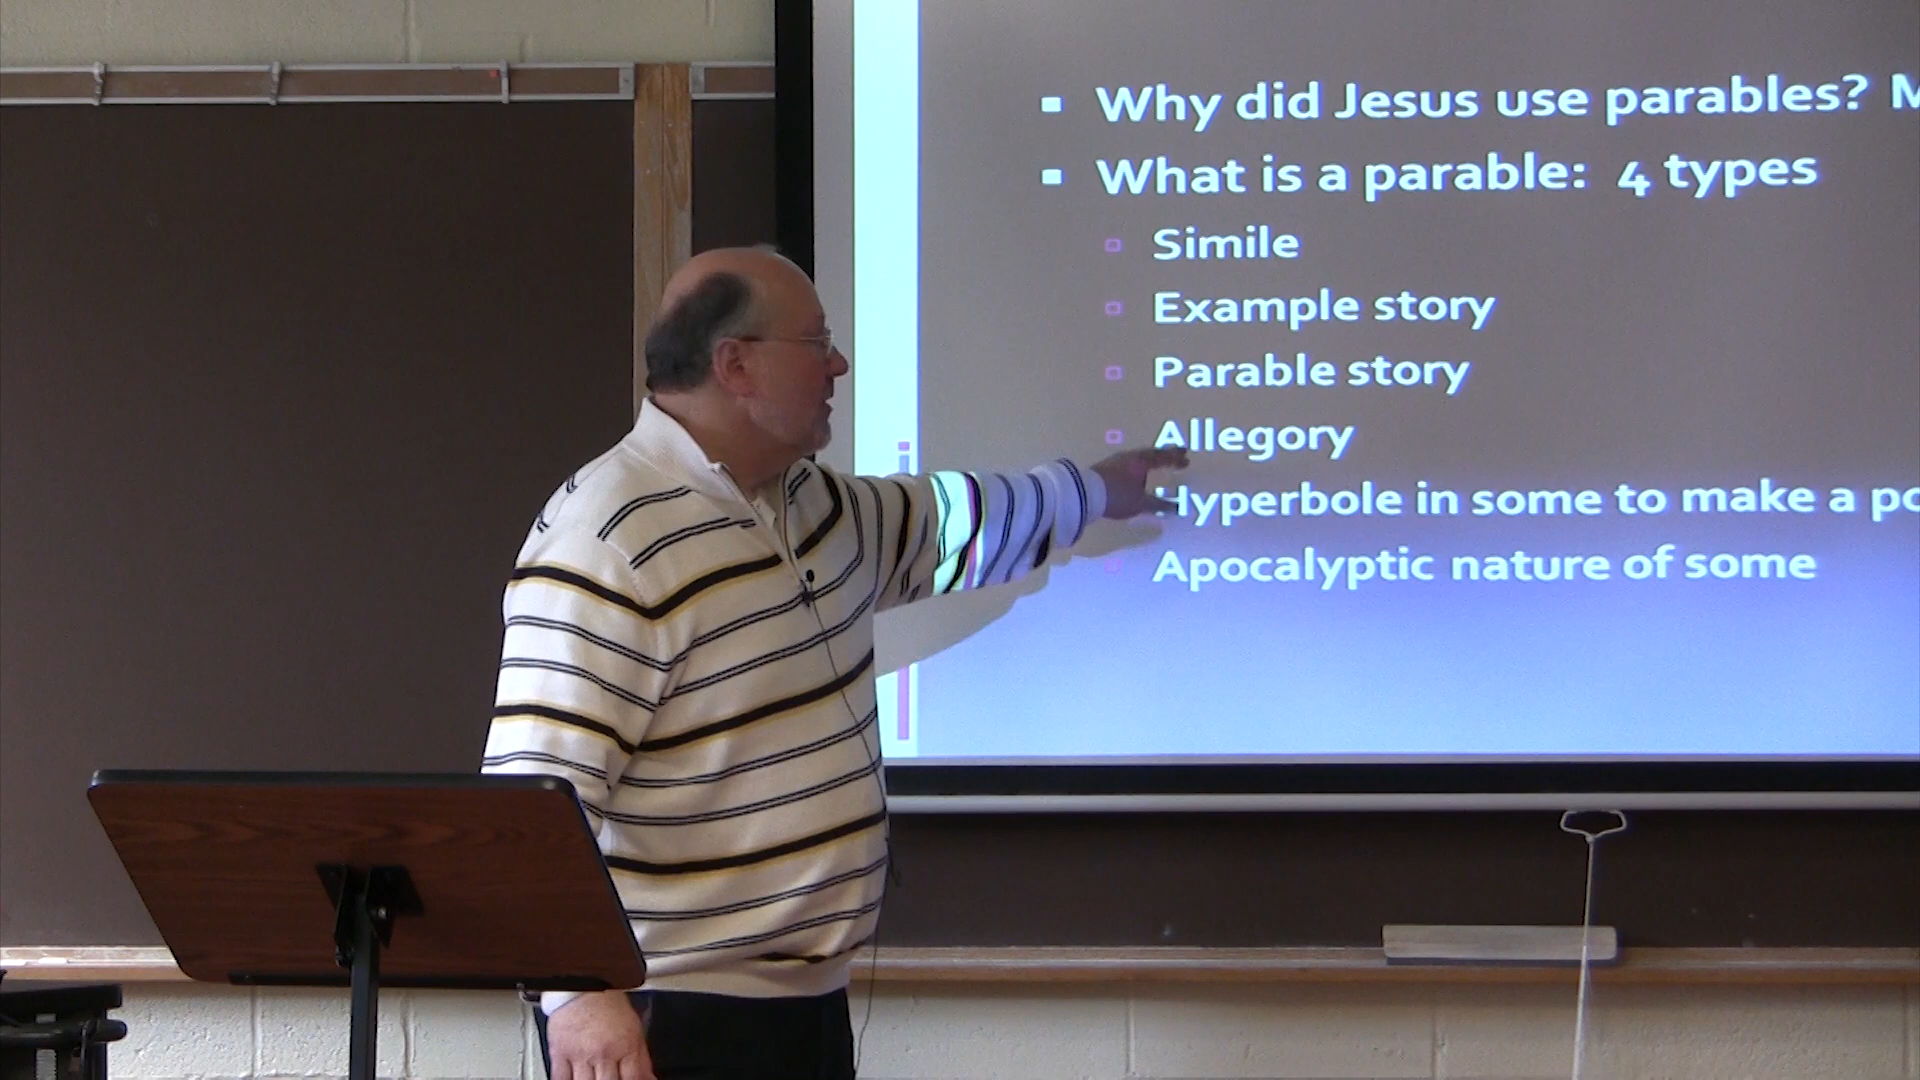 Why did Jesus use parables?
What is a parable: 4 types
Simile
Example story
Parable story
Allegory
Hyperbole in some to make a
Apocalyptic nature of some